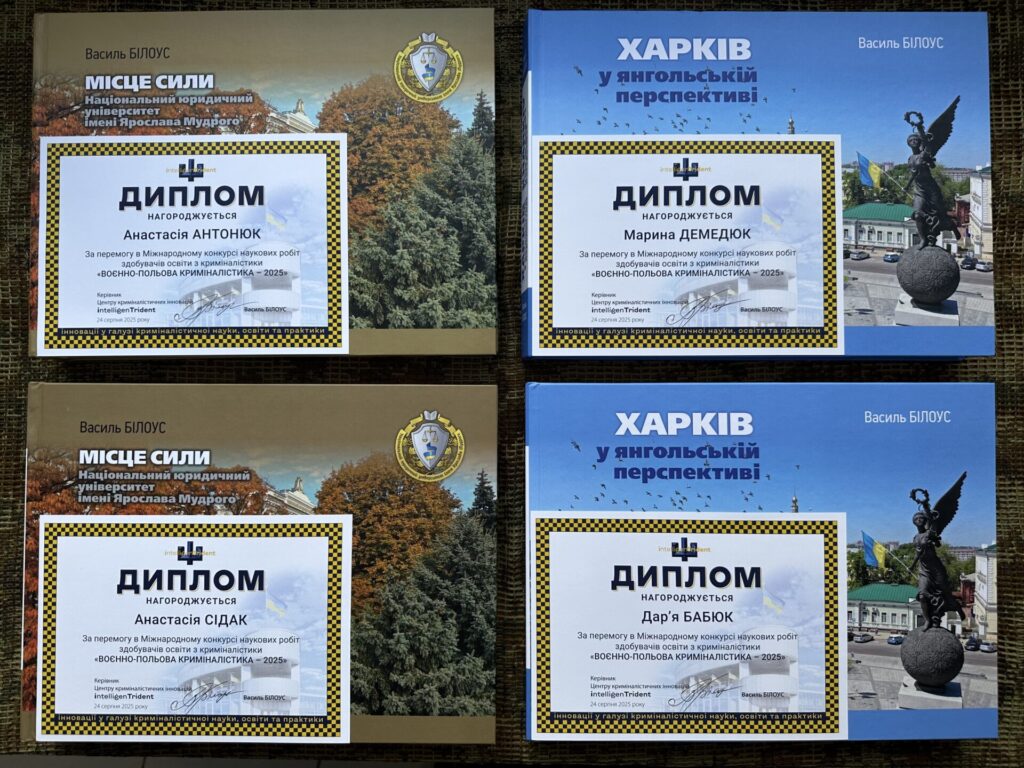 Василь БІЛОУС
МІСЦЕ СИЛИ
Національний юридичний
університет
імені Ярослава Мудрого
intelligenTrident
ДИПЛОМ
НАГОРОДЖУЄТЬСЯ
Анастасія АНТОНЮК
За перемогу в Міжнародному конкурсі наукових робіт
здобувачів освіти з криміналістики
«ВОЄННО-ПОЛЬОВА КРИМІНАЛІСТИКА – 2025»
Керівник
Центру криміналістичних інновацій
intelligenTrident
Василь БІЛОУС
24 серпня 2025 року
Інновації у галузі криміналістичної науки, освіти та практики
ХАРКІВ
у янгольській
перспективі
Василь БІЛОУС
intelligenTrident
ДИПЛОМ
НАГОРОДЖУЄТЬСЯ
Марина ДЕМЕДЮК
За перемогу в Міжнародному конкурсі наукових робіт
здобувачів освіти з криміналістики
«ВОЄННО-ПОЛЬОВА КРИМІНАЛІСТИКА – 2025»
Керівник
Центру криміналістичних інновацій
intelligenTrident
Василь БІЛОУС
24 серпня 2025 року
Інновації у галузі криміналістичної науки, освіти та практики
Василь БІЛОУС
МІСЦЕ СИЛИ
Національний юридичний
університет
імені Ярослава Мудрого
intelligenTrident
ДИПЛОМ
НАГОРОДЖУЄТЬСЯ
Анастасія СІДАК
За перемогу в Міжнародному конкурсі наукових робіт
здобувачів освіти з криміналістики
«ВОЄННО-ПОЛЬОВА КРИМІНАЛІСТИКА – 2025»
Керівник
Центру криміналістичних інновацій
intelligenTrident
Василь БІЛОУС
24 серпня 2025 року
Інновації у галузі криміналістичної науки, освіти та практики
ХАРКІВ
у янгольській
перспективі
Василь БІЛОУС
intelligenTrident
ДИПЛОМ
НАГОРОДЖУЄТЬСЯ
Дар’я БАБЮК
За перемогу в Міжнародному конкурсі наукових робіт
здобувачів освіти з криміналістики
«ВОЄННО-ПОЛЬОВА КРИМІНАЛІСТИКА – 2025»
Керівник
Центру криміналістичних інновацій
intelligenTrident
Василь БІЛОУС
24 серпня 2025 року
Інновації у галузі криміналістичної науки, освіти та практики